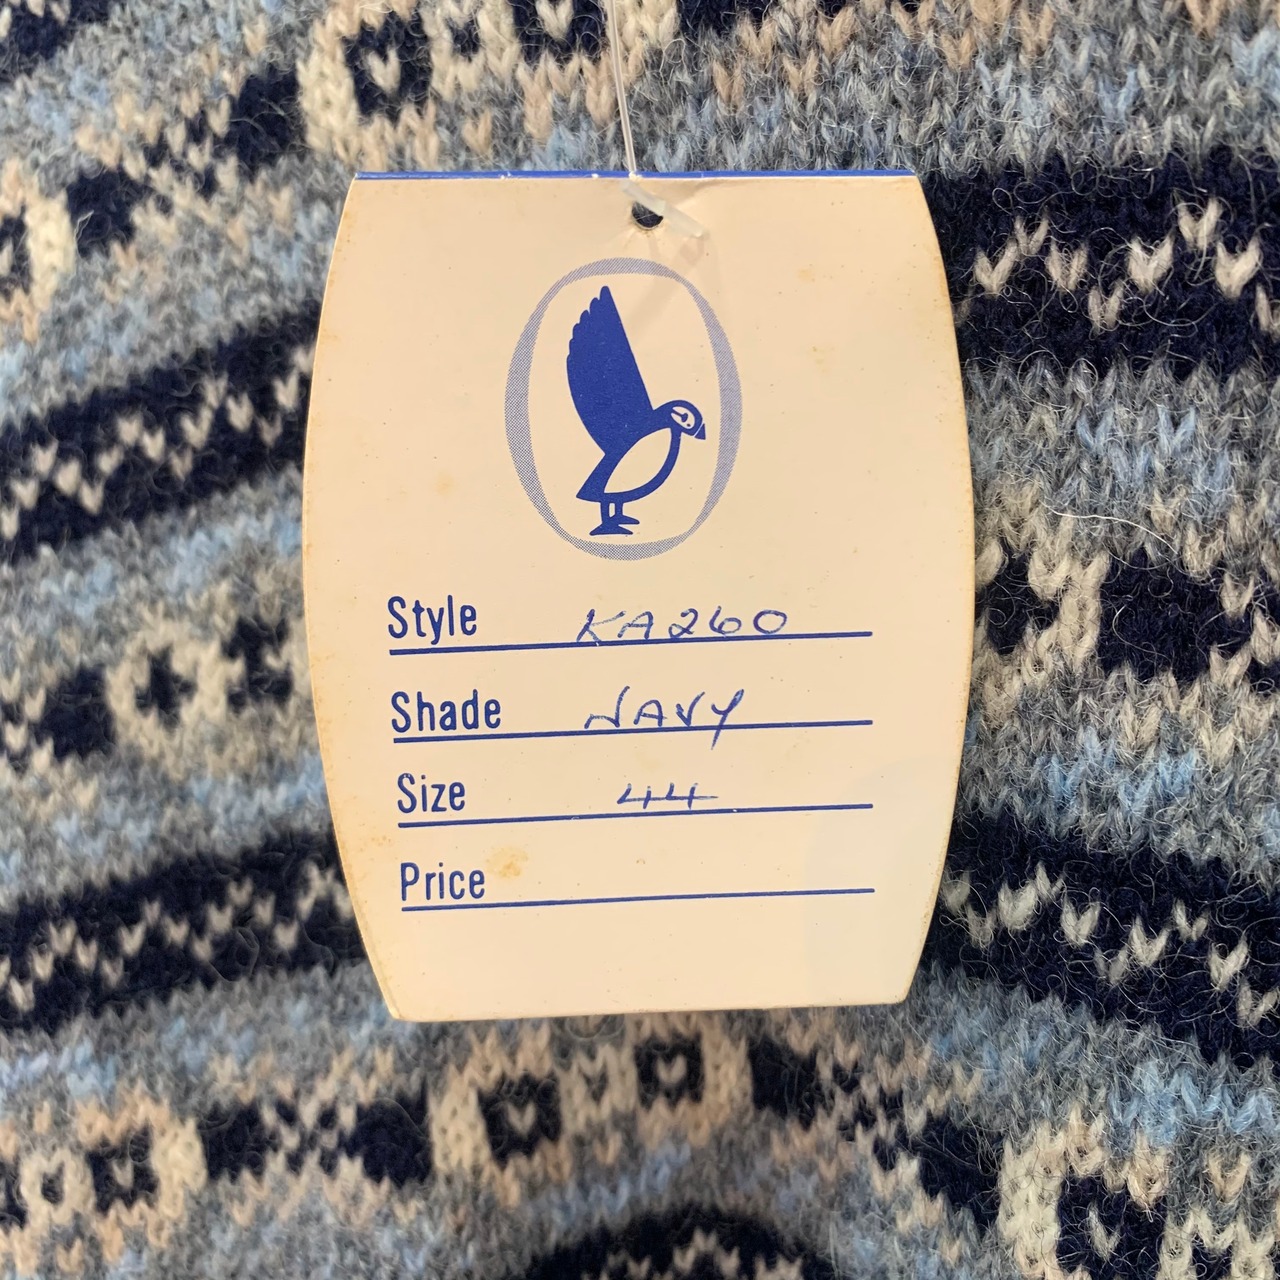 Style KA260
Shade NAVY
Size 44
Price